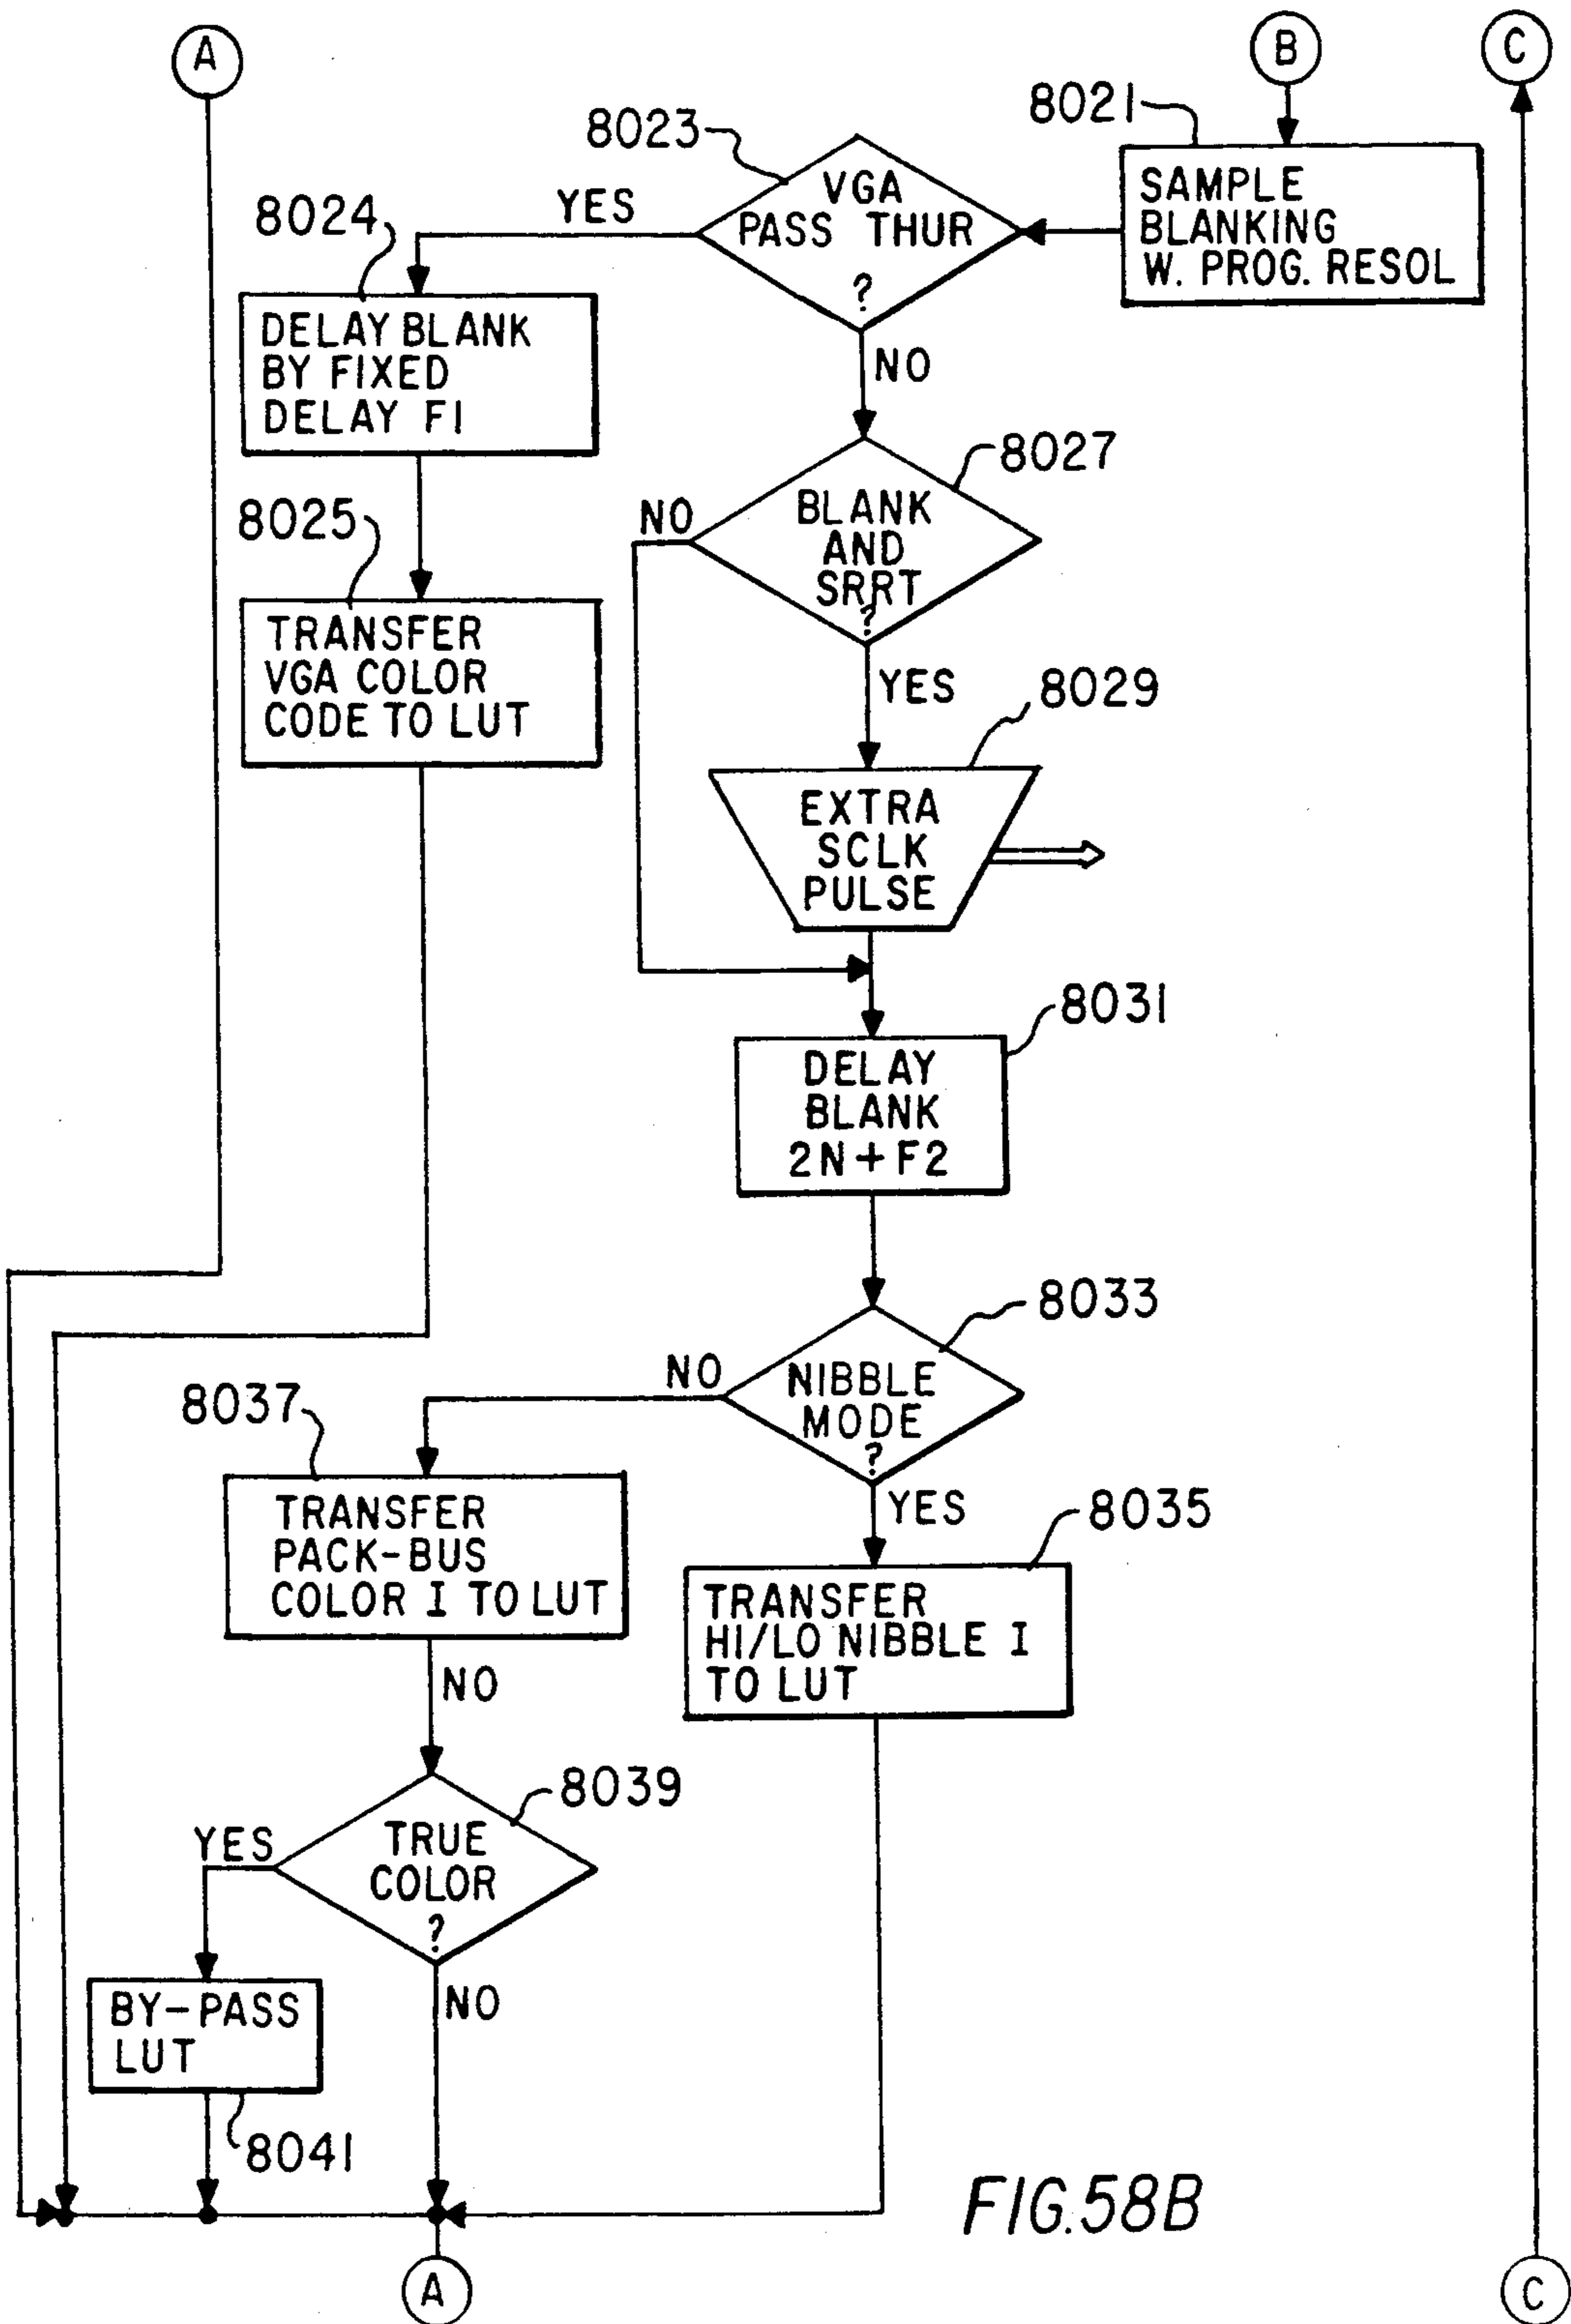 A
B
C
8021
8023
VGA
PASS THUR
?
YES
NO
SAMPLE
BLANKING
W. PROG. RESOL
8024
DELAY BLANK
BY FIXED
DELAY F1
8025
TRANSFER
VGA COLOR
CODE TO LUT
8027
BLANK
AND
SRRT
?
NO
YES
8029
EXTRA
SCLK
PULSE
8031
DELAY
BLANK
2N+F2
8033
NIBBLE
MODE
?
NO
YES
8037
TRANSFER
PACK-BUS
COLOR I TO LUT
NO
8035
TRANSFER
HI/LO NIBBLE I
TO LUT
8039
TRUE
COLOR
?
YES
NO
BY-PASS
LUT
8041
FIG.58B
A
C